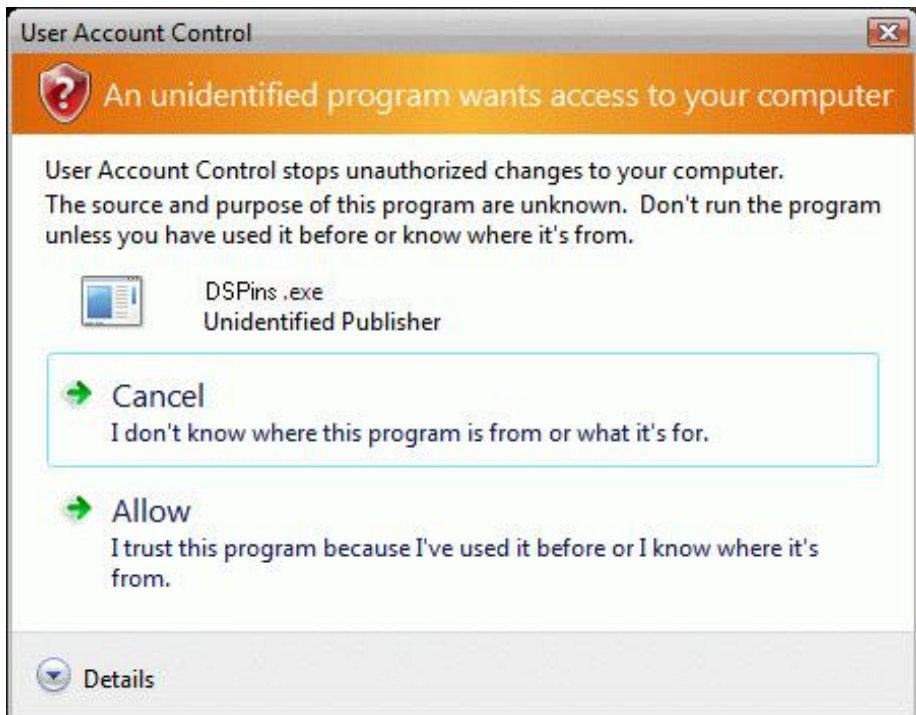 User Account Control
An unidentified program wants access to your computer
User Account Control stops unauthorized changes to your computer.
The source and purpose of this program are unknown.  Don't run the program
unless you have used it before or know where it's from.
DSPins .exe
Unidentified Publisher
Cancel
I don't know where this program is from or what it's for.
Allow
I trust this program because I've used it before or I know where it's
from.
Details